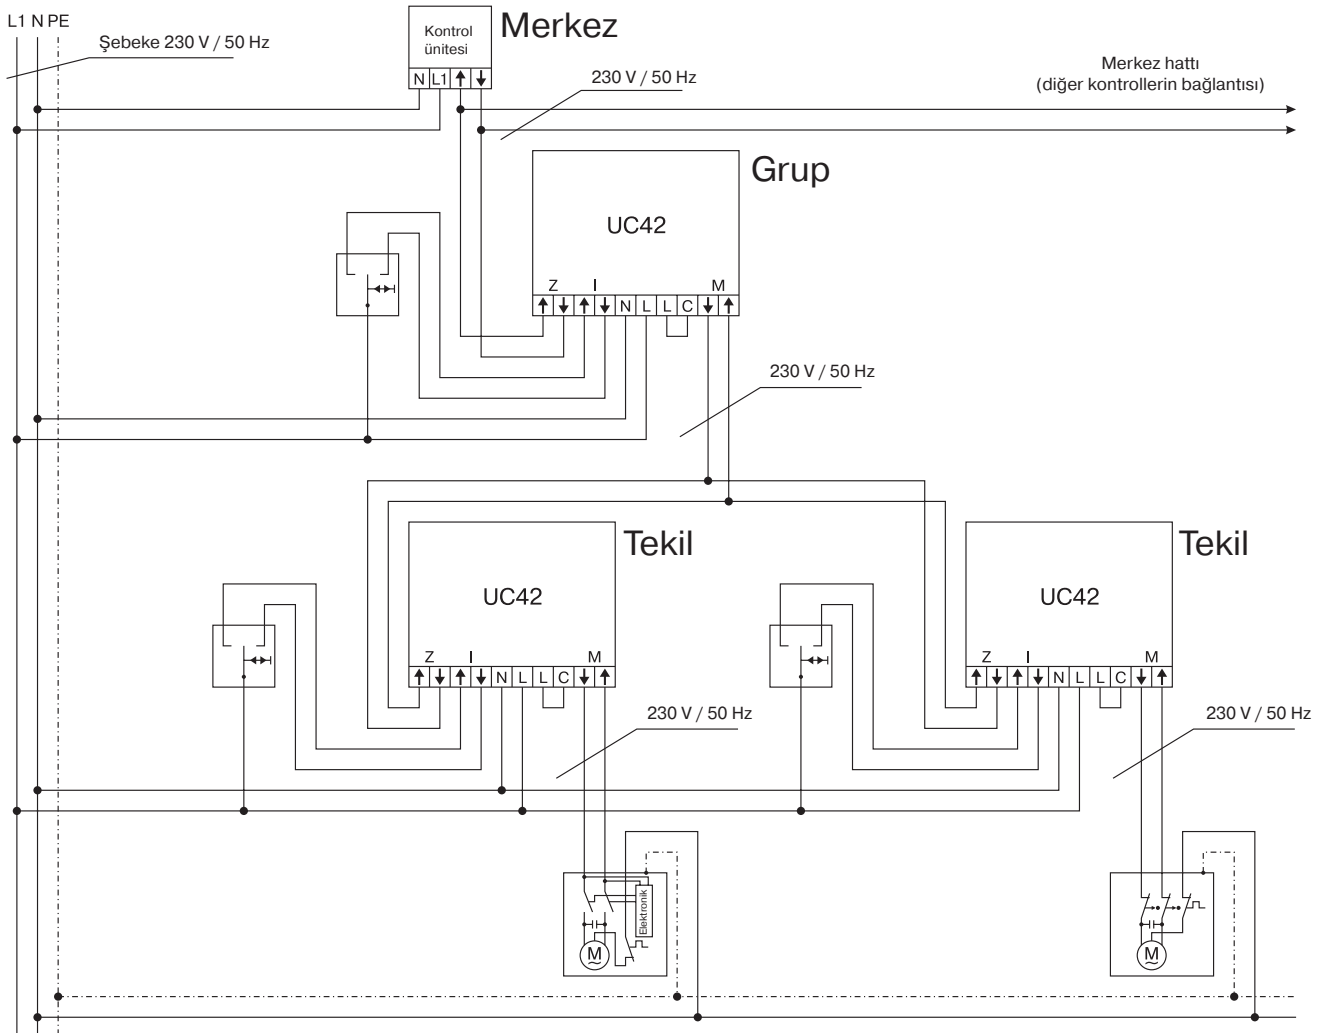 L1 N PE
Şebeke 230 V / 50 Hz
Kontrol
ünitesi
N L1 ↑ ↓
Merkez
230 V / 50 Hz
Merkez hattı
(diğer kontrollerin bağlantısı)
Grup
UC42
Z I M
↑ ↓ ↑ ↓ N L L C ↓ ↑
230 V / 50 Hz
Tekil
UC42
Z I M
↑ ↓ ↑ ↓ N L L C ↓ ↑
230 V / 50 Hz
Tekil
UC42
Z I M
↑ ↓ ↑ ↓ N L L C ↓ ↑
230 V / 50 Hz
Elektronik
M
~
M
~